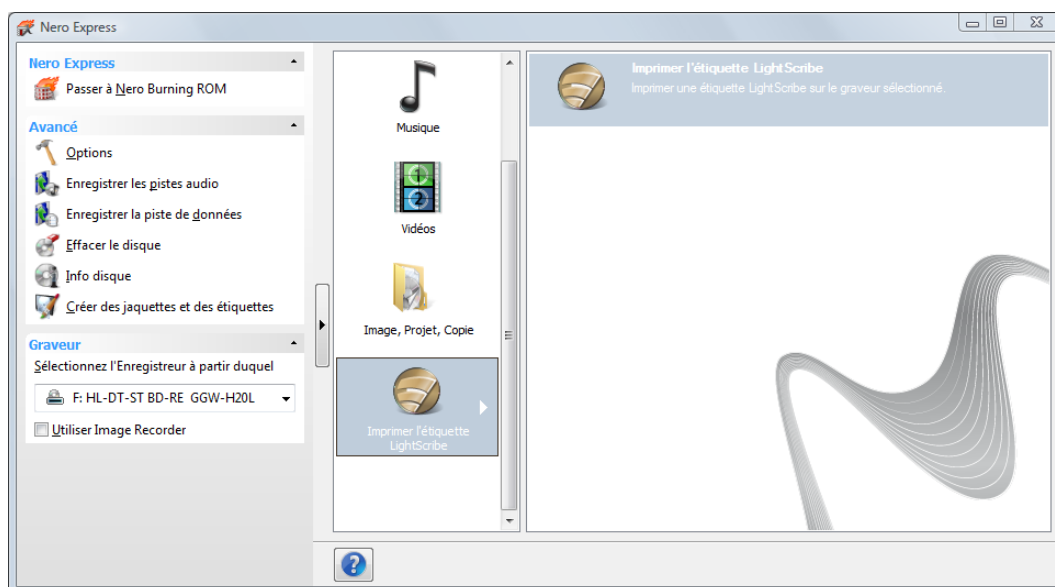 Nero Express
Nero Express
Passer à Nero Burning ROM
Avancé
Options
Enregistrer les pistes audio
Enregistrer la piste de données
Effacer le disque
Info disque
Créer des jaquettes et des étiquettes
Graveur
Sélectionnez l'Enregistreur à partir duquel
F: HL-DT-ST BD-RE GGW-H20L
Utiliser Image Recorder
Musique
1
2
Vidéos
Image, Projet, Copie
Imprimer l'étiquette
LightScribe
Imprimer l'étiquette LightScribe
Imprimer une étiquette LightScribe sur le graveur sélectionné.
?